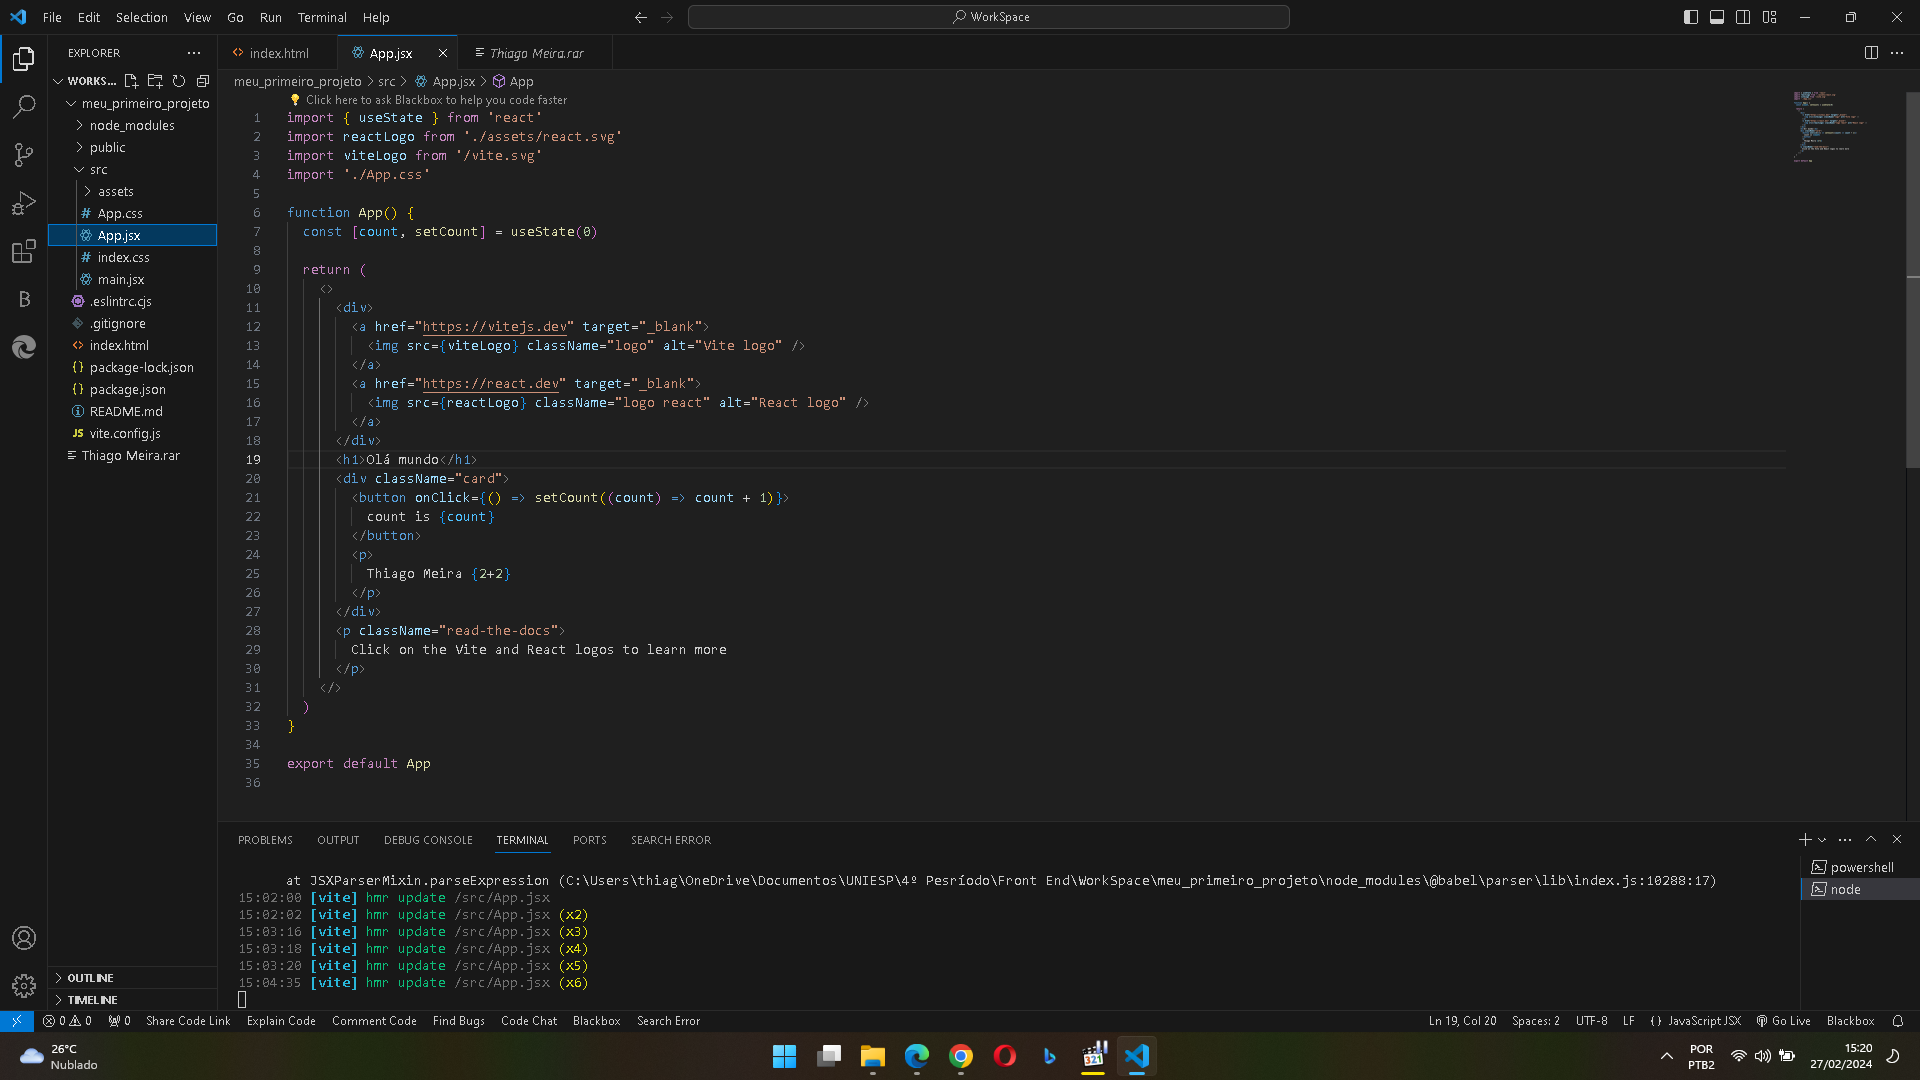 File Edit Selection View Go Run Terminal Help
WorkSpace
EXPLORER
index.html
App.jsx
Thiago Meira.rar
WORKS...
meu_primeiro_projeto
node_modules
public
src
assets
App.css
App.jsx
index.css
main.jsx
.eslintrc.cjs
.gitignore
index.html
package-lock.json
package.json
README.md
vite.config.js
Thiago Meira.rar
OUTLINE
TIMELINE
meu_primeiro_projeto > src > App.jsx > App
Click here to ask Blackbox to help you code faster
1 import { useState } from 'react'
2 import reactLogo from './assets/react.svg'
3 import viteLogo from '/vite.svg'
4 import './App.css'
5
6 function App() {
7 const [count, setCount] = useState(0)
8
9 return (
10 <>
11 <div>
12 <a href="https://vitejs.dev" target="_blank">
13 <img src={viteLogo} className="logo" alt="Vite logo" />
14 </a>
15 <a href="https://react.dev" target="_blank">
16 <img src={reactLogo} className="logo react" alt="React logo" />
17 </a>
18 </div>
19 <h1>Olá mundo</h1>
20 <div className="card">
21 <button onClick={() => setCount((count) => count + 1)}>
22 count is {count}
23 </button>
24 <p>
25 Thiago Meira {2+2}
26 </p>
27 </div>
28 <p className="read-the-docs">
29 Click on the Vite and React logos to learn more
30 </p>
31 </>
32 )
33 }
34
35 export default App
36
PROBLEMS OUTPUT DEBUG CONSOLE TERMINAL PORTS SEARCH ERROR
at JSXParserMixin.parseExpression (C:\Users\thiag\OneDrive\Documentos\UNIESP\4º Pesríodo\Front End\WorkSpace\meu_primeiro_projeto\node_modules\@babel\parser\lib\index.js:10288:17)
15:02:00 [vite] hmr update /src/App.jsx
15:02:02 [vite] hmr update /src/App.jsx (x2)
15:03:16 [vite] hmr update /src/App.jsx (x3)
15:03:18 [vite] hmr update /src/App.jsx (x4)
15:03:20 [vite] hmr update /src/App.jsx (x5)
15:04:35 [vite] hmr update /src/App.jsx (x6)
powershell
node
0 0 0 Share Code Link Explain Code Comment Code Find Bugs Code Chat Blackbox Search Error
Ln 19, Col 20 Spaces: 2 UTF-8 LF {} JavaScript JSX Go Live Blackbox
26°C
Nublado
321
POR
PTB2
15:20
27/02/2024